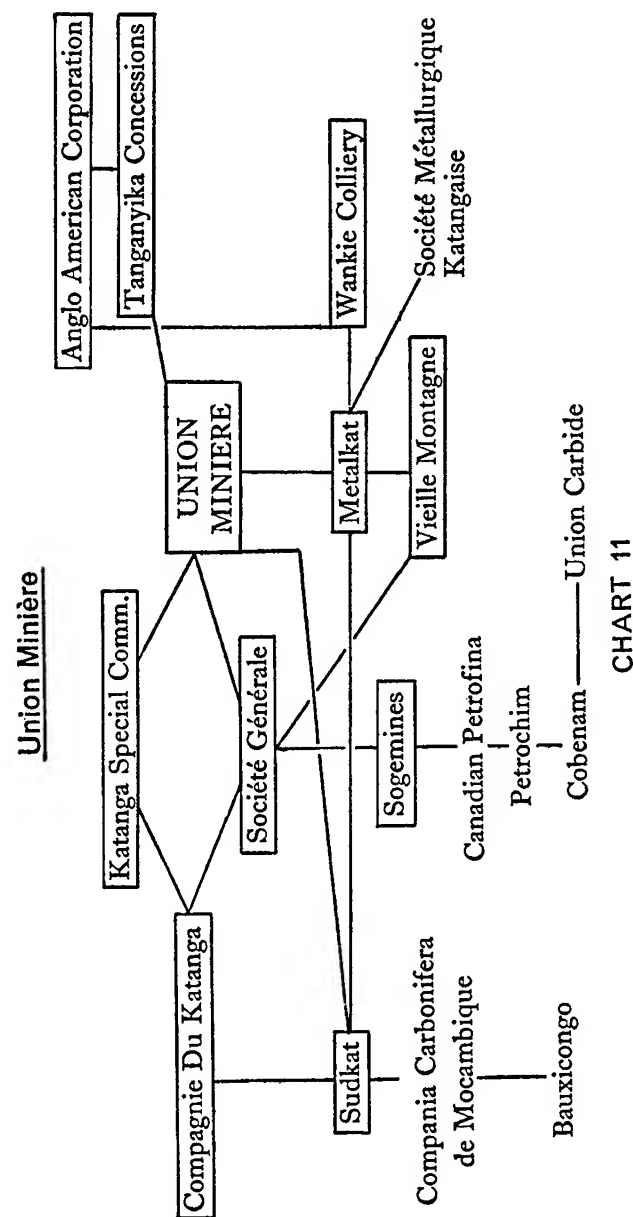 Union Minière
Anglo American Corporation
Tanganyika Concessions
Katanga Special Comm.
UNION
MINIERE
Compagnie Du Katanga
Société Générale
Wankie Colliery
Sudkat
Metalkat
Sogemines
Vieille Montagne
Société Métallurgique
Katangaise
Compania Carbonifera
de Mocambique
Canadian Petrofina
Petrochim
Bauxicongo
Cobenam
Union Carbide
CHART 11